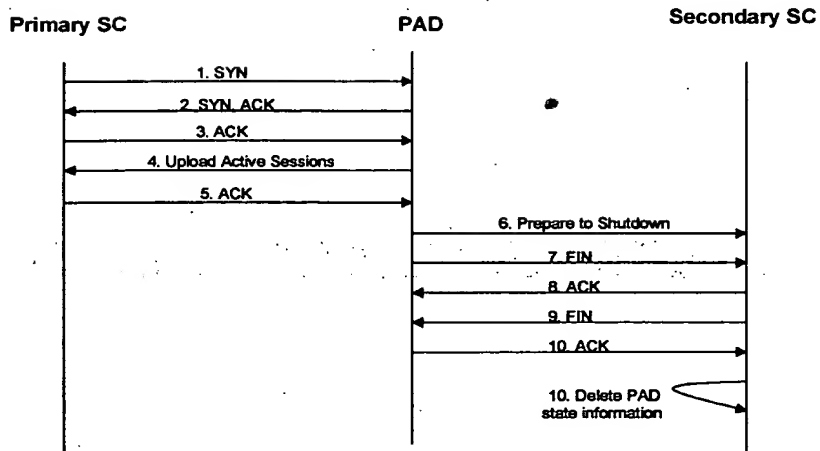 Primary SC
PAD
Secondary SC
1. SYN
2. SYN, ACK
3. ACK
4. Upload Active Sessions
5. ACK
6. Prepare to Shutdown
7. FIN
8. ACK
9. FIN
10. ACK
10. Delete PAD
state information